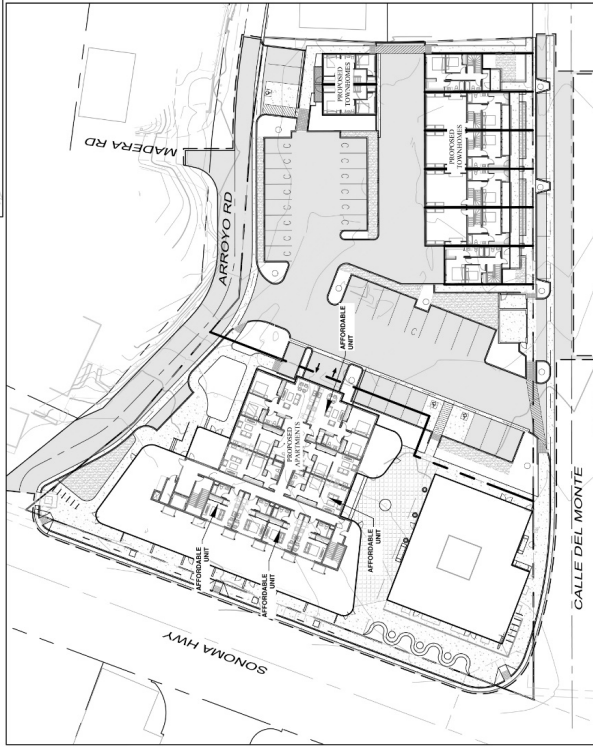 MADERA RD
ARROYO RD
PROPOSED
TOWNHOMES
PROPOSED
TOWNHOMES
AFFORDABLE
UNIT
PROPOSED
APARTMENTS
AFFORDABLE
UNIT
AFFORDABLE
UNIT
AFFORDABLE
UNIT
SONOMA HWY
CALLE DEL MONTE